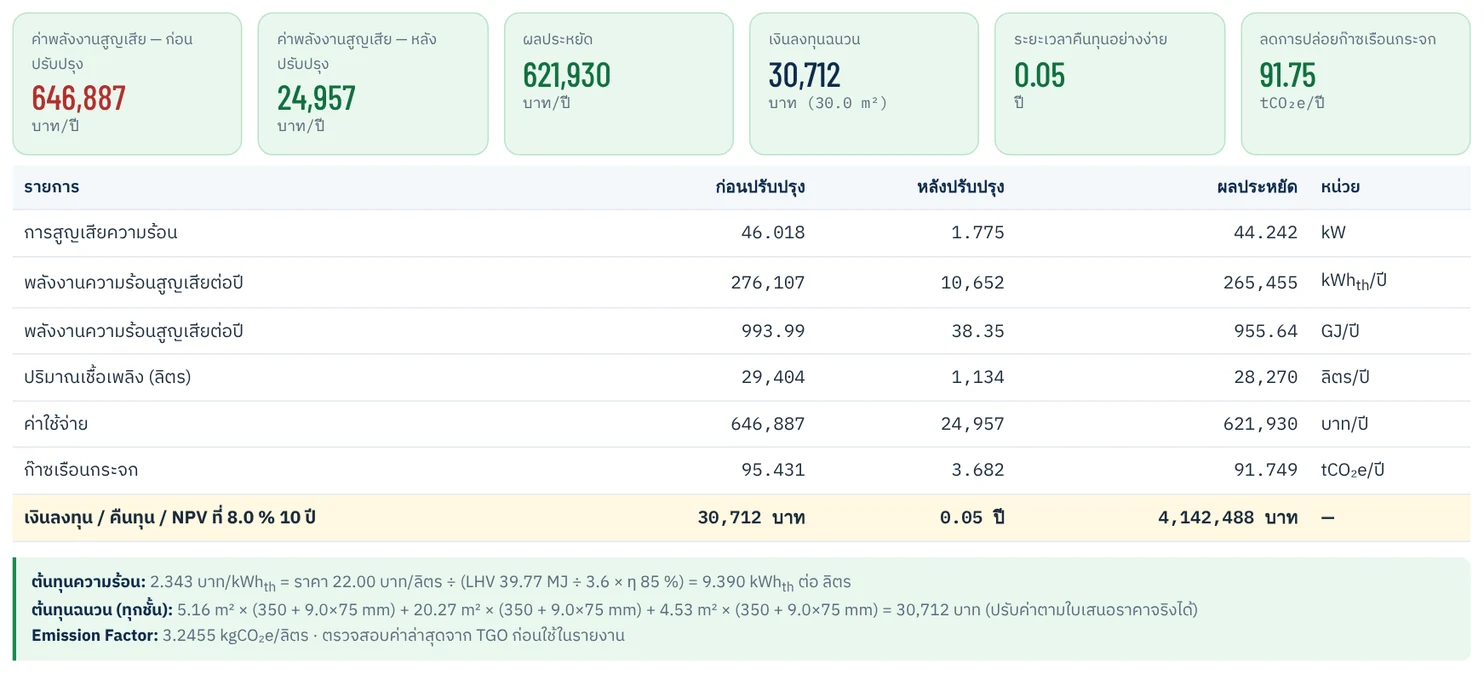 ค่าพลังงานสูญเสีย — ก่อน
ปรับปรุง
646,887
บาท/ปี
ค่าพลังงานสูญเสีย — หลัง
ปรับปรุง
24,957
บาท/ปี
ผลประหยัด
621,930
บาท/ปี
เงินลงทุนฉนวน
30,712
บาท (30.0 m²)
ระยะเวลาคืนทุนอย่างง่าย
0.05
ปี
ลดการปล่อยก๊าซเรือนกระจก
91.75
tCO₂e/ปี
รายการ ก่อนปรับปรุง หลังปรับปรุง ผลประหยัด หน่วย
การสูญเสียความร้อน 46.018 1.775 44.242 kW
พลังงานความร้อนสูญเสียต่อปี 276,107 10,652 265,455 kWhth/ปี
พลังงานความร้อนสูญเสียต่อปี 993.99 38.35 955.64 GJ/ปี
ปริมาณเชื้อเพลิง (ลิตร) 29,404 1,134 28,270 ลิตร/ปี
ค่าใช้จ่าย 646,887 24,957 621,930 บาท/ปี
ก๊าซเรือนกระจก 95.431 3.682 91.749 tCO₂e/ปี
เงินลงทุน / คืนทุน / NPV ที่ 8.0 % 10 ปี 30,712 บาท 0.05 ปี 4,142,488 บาท —
ต้นทุนความร้อน: 2.343 บาท/kWhth = ราคา 22.00 บาท/ลิตร ÷ (LHV 39.77 MJ ÷ 3.6 × η 85 %) = 9.390 kWhth ต่อ ลิตร
ต้นทุนฉนวน (ทุกชั้น): 5.16 m² × (350 + 9.0×75 mm) + 20.27 m² × (350 + 9.0×75 mm) + 4.53 m² × (350 + 9.0×75 mm) = 30,712 บาท (ปรับค่าตามใบเสนอราคาจริงได้)
Emission Factor: 3.2455 kgCO₂e/ลิตร · ตรวจสอบค่าล่าสุดจาก TGO ก่อนใช้ในรายงาน